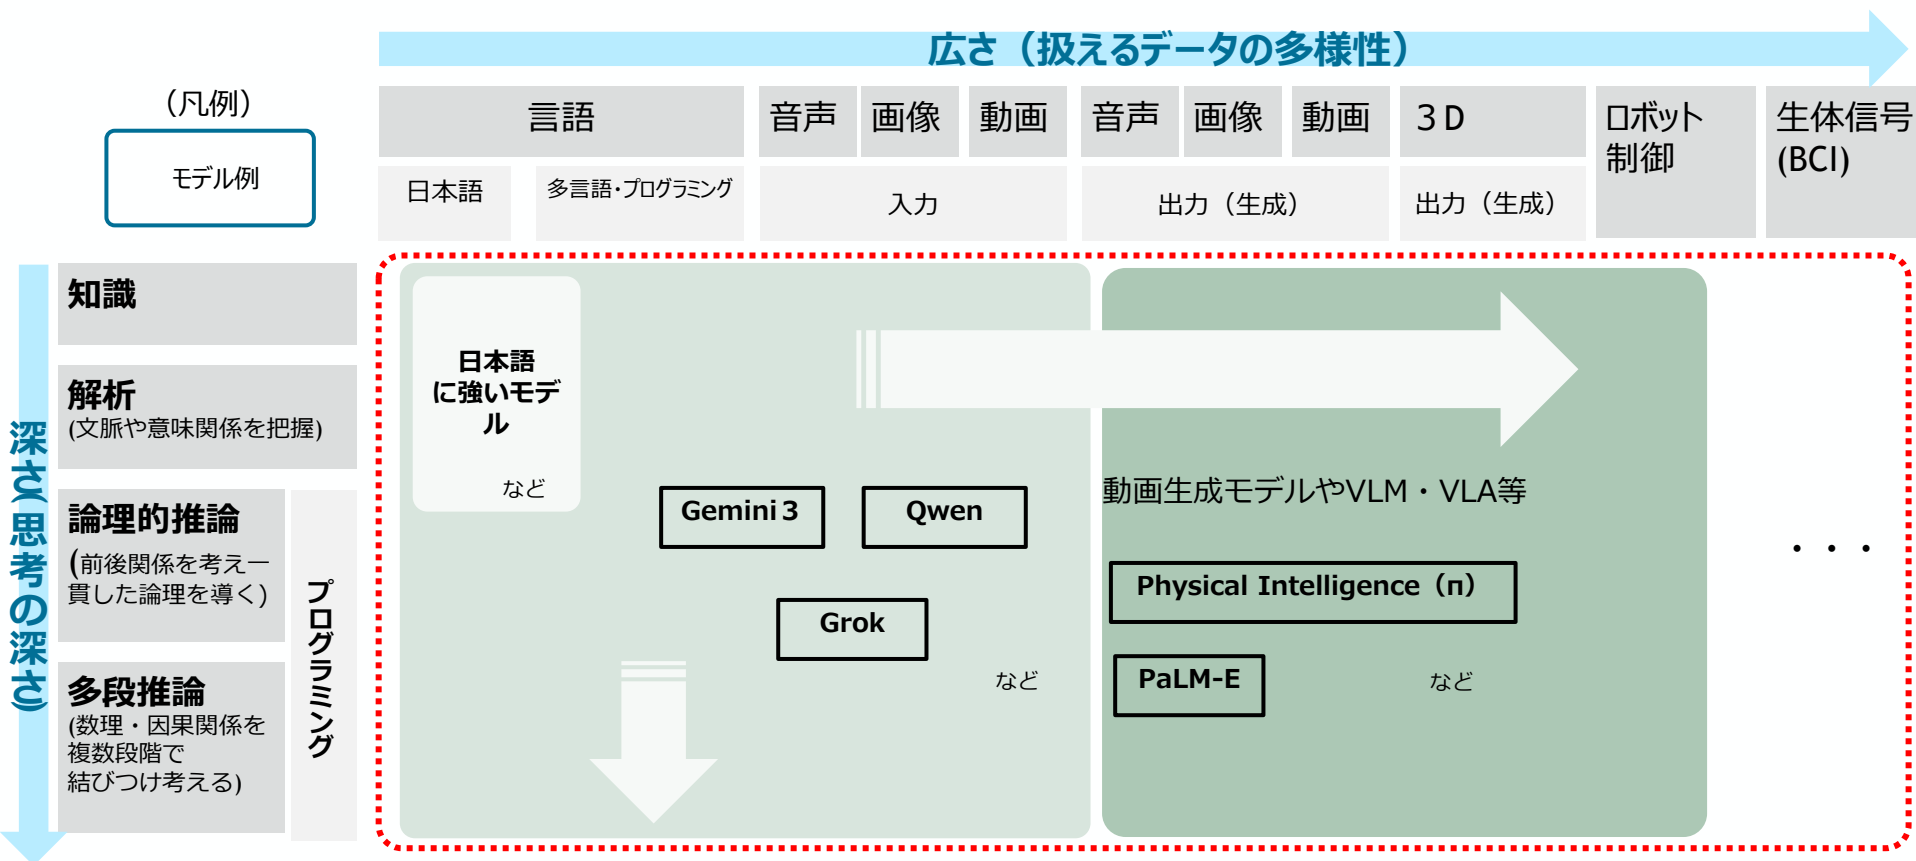 広さ（扱えるデータの多様性）
（凡例）
モデル例
言語
音声
画像
動画
音声
画像
動画
３D
ロボット
制御
生体信号
(BCI)
日本語
多言語・プログラミング
入力
出力（生成）
出力（生成）
深さ（思考の深さ）
知識
解析
(文脈や意味関係を把握)
論理的推論
(前後関係を考え一
貫した論理を導く)
多段推論
(数理・因果関係を
複数段階で
結びつけ考える)
プログラミング
日本語
に強いモデ
ル
など
Gemini３
Qwen
Grok
など
動画生成モデルやVLM・VLA等
Physical Intelligence（π）
PaLM-E
など
・・・